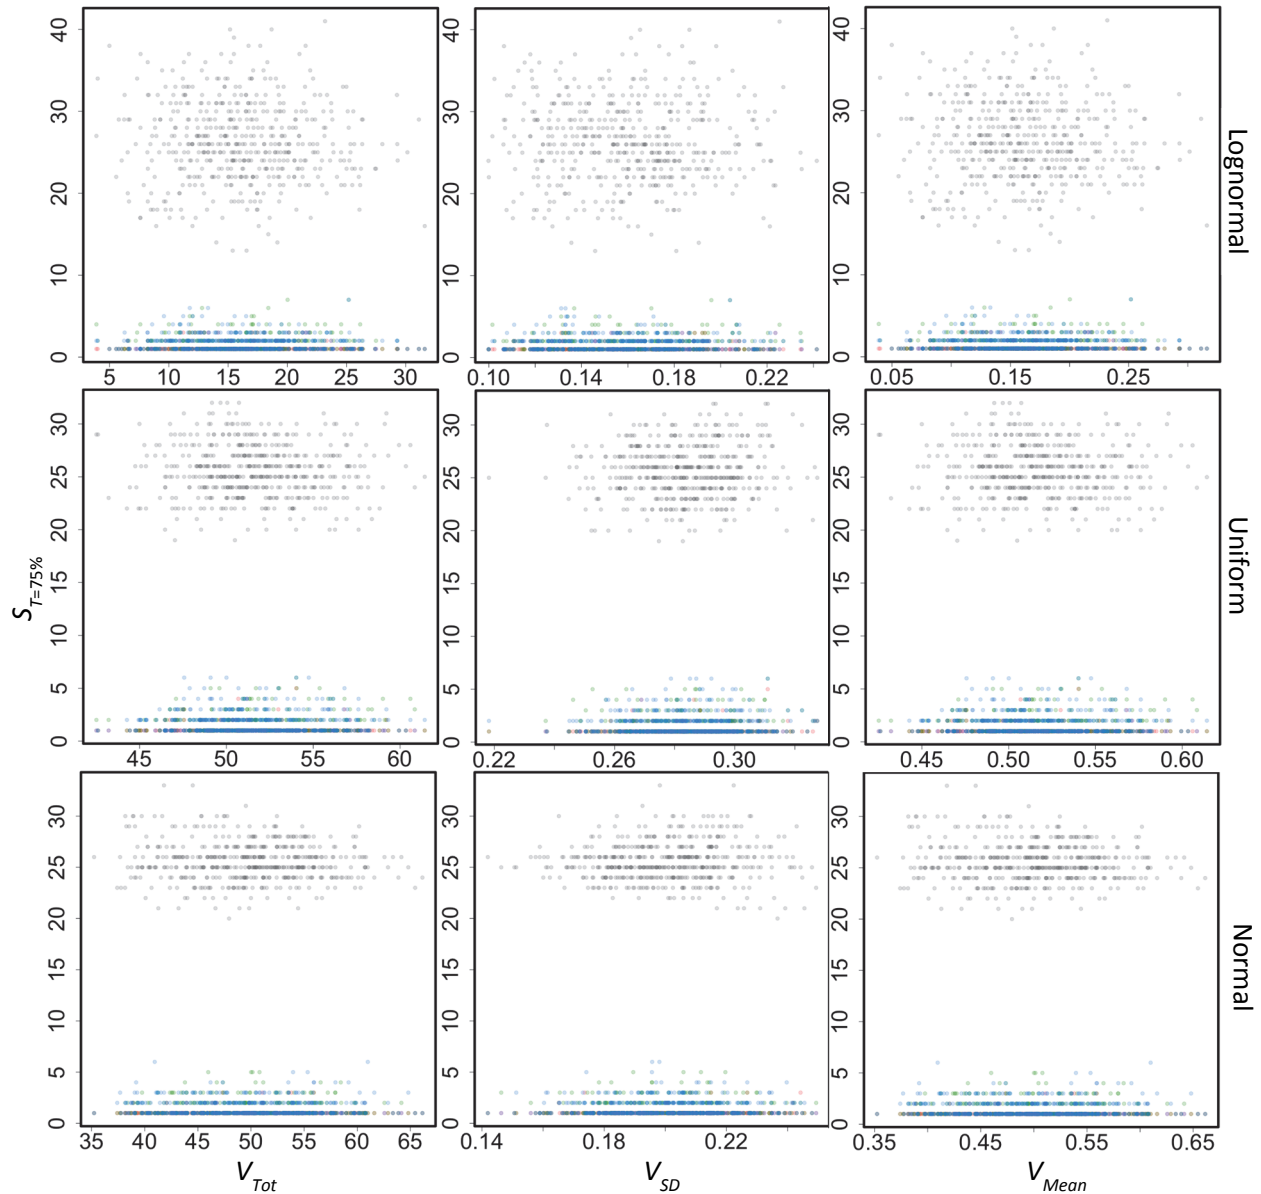 40 30 20 10 0
5 10 15 20 25 30
40 30 20 10 0
0.10 0.14 0.18 0.22
40 30 20 10 0
0.05 0.15 0.25
Lognormal
S T=75%
30 25 20 15 10 5 0
45 50 55 60
30 25 20 15 10 5 0
0.22 0.26 0.30
30 25 20 15 10 5 0
0.45 0.50 0.55 0.60
Uniform
30 25 20 15 10 5 0
35 40 45 50 55 60 65
V Tot
30 25 20 15 10 5 0
0.14 0.18 0.22
V SD
30 25 20 15 10 5 0
0.35 0.45 0.55 0.65
V Mean
Normal